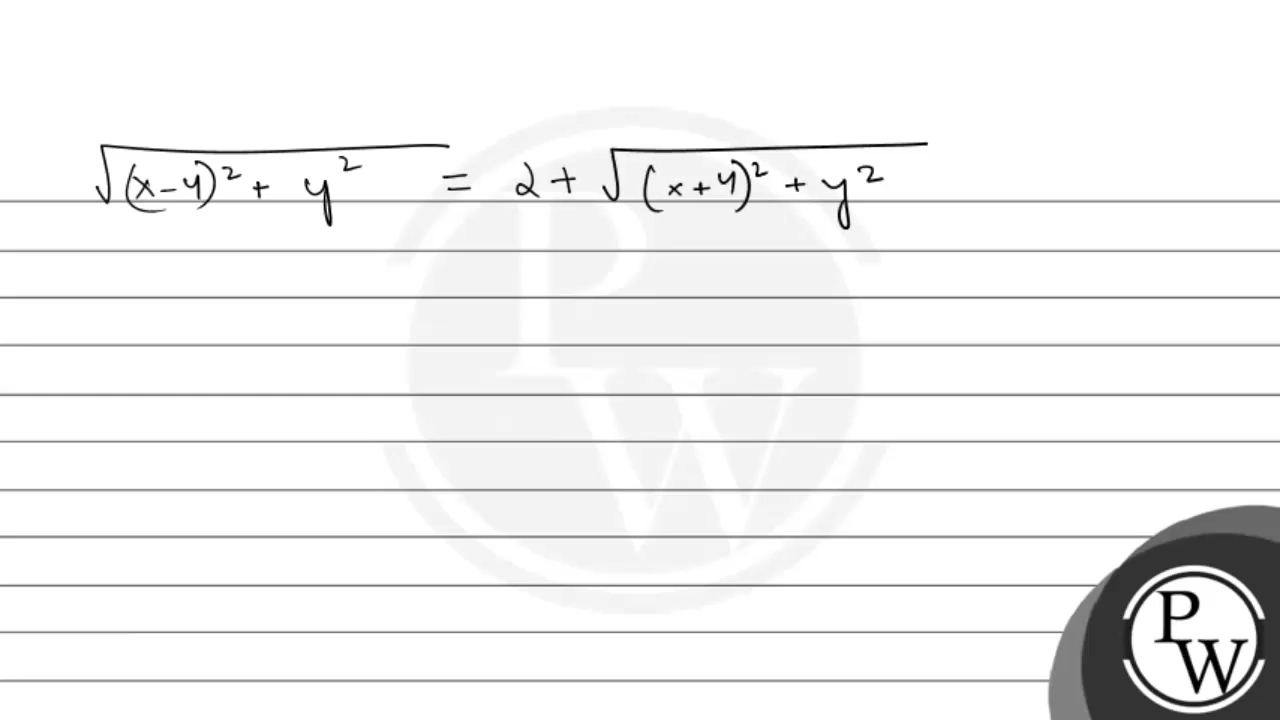 √(x-4)² + y² = 2 + √(x+4)² + y²
P
W
P
W